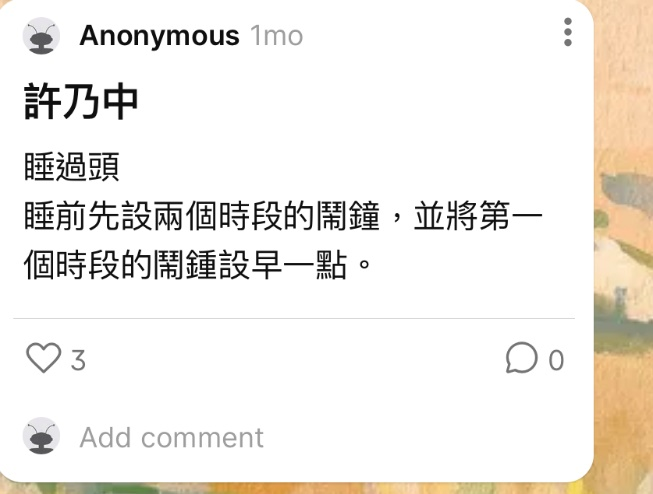 Anonymous 1mo
許乃中
睡過頭
睡前先設兩個時段的鬧鐘，並將第一
個時段的鬧鍾設早一點。
3
0
Add comment